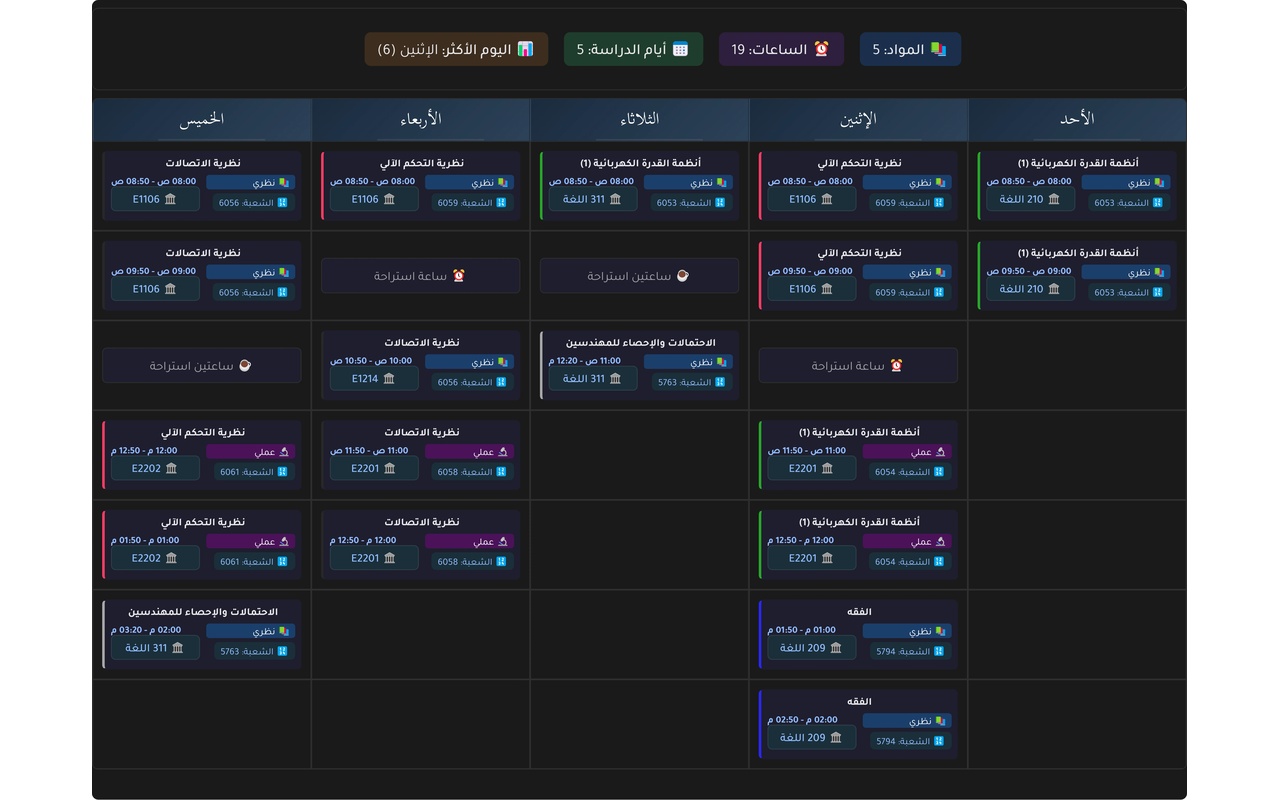 📚 المواد: 5
⏰ الساعات: 19
📅 أيام الدراسة: 5
📊 اليوم الأكثر: الإثنين (6)
الأحد
الإثنين
الثلاثاء
الأربعاء
الخميس
أنظمة القدرة الكهربائية (1)
📚 نظري
08:00 ص - 08:50 ص
🔢 الشعبة: 6053
🏛️ 210 اللغة
نظرية التحكم الآلي
📚 نظري
08:00 ص - 08:50 ص
🔢 الشعبة: 6059
🏛️ E1106
أنظمة القدرة الكهربائية (1)
📚 نظري
08:00 ص - 08:50 ص
🔢 الشعبة: 6053
🏛️ 311 اللغة
نظرية التحكم الآلي
📚 نظري
08:00 ص - 08:50 ص
🔢 الشعبة: 6059
🏛️ E1106
نظرية الاتصالات
📚 نظري
08:00 ص - 08:50 ص
🔢 الشعبة: 6056
🏛️ E1106
أنظمة القدرة الكهربائية (1)
📚 نظري
09:00 ص - 09:50 ص
🔢 الشعبة: 6053
🏛️ 210 اللغة
نظرية التحكم الآلي
📚 نظري
09:00 ص - 09:50 ص
🔢 الشعبة: 6059
🏛️ E1106
☕ ساعتين استراحة
⏰ ساعة استراحة
نظرية الاتصالات
📚 نظري
09:00 ص - 09:50 ص
🔢 الشعبة: 6056
🏛️ E1106
⏰ ساعة استراحة
الاحتمالات والإحصاء للمهندسين
📚 نظري
11:00 ص - 12:20 م
🔢 الشعبة: 5763
🏛️ 311 اللغة
نظرية الاتصالات
📚 نظري
10:00 ص - 10:50 ص
🔢 الشعبة: 6056
🏛️ E1214
☕ ساعتين استراحة
أنظمة القدرة الكهربائية (1)
🔬 عملي
11:00 ص - 11:50 ص
🔢 الشعبة: 6054
🏛️ E2201
نظرية الاتصالات
🔬 عملي
11:00 ص - 11:50 ص
🔢 الشعبة: 6058
🏛️ E2201
نظرية التحكم الآلي
🔬 عملي
12:00 م - 12:50 م
🔢 الشعبة: 6061
🏛️ E2202
أنظمة القدرة الكهربائية (1)
🔬 عملي
12:00 م - 12:50 م
🔢 الشعبة: 6054
🏛️ E2201
نظرية الاتصالات
🔬 عملي
12:00 م - 12:50 م
🔢 الشعبة: 6058
🏛️ E2201
نظرية التحكم الآلي
🔬 عملي
01:00 م - 01:50 م
🔢 الشعبة: 6061
🏛️ E2202
الفقه
📚 نظري
01:00 م - 01:50 م
🔢 الشعبة: 5794
🏛️ 209 اللغة
الاحتمالات والإحصاء للمهندسين
📚 نظري
02:00 م - 03:20 م
🔢 الشعبة: 5763
🏛️ 311 اللغة
الفقه
📚 نظري
02:00 م - 02:50 م
🔢 الشعبة: 5794
🏛️ 209 اللغة